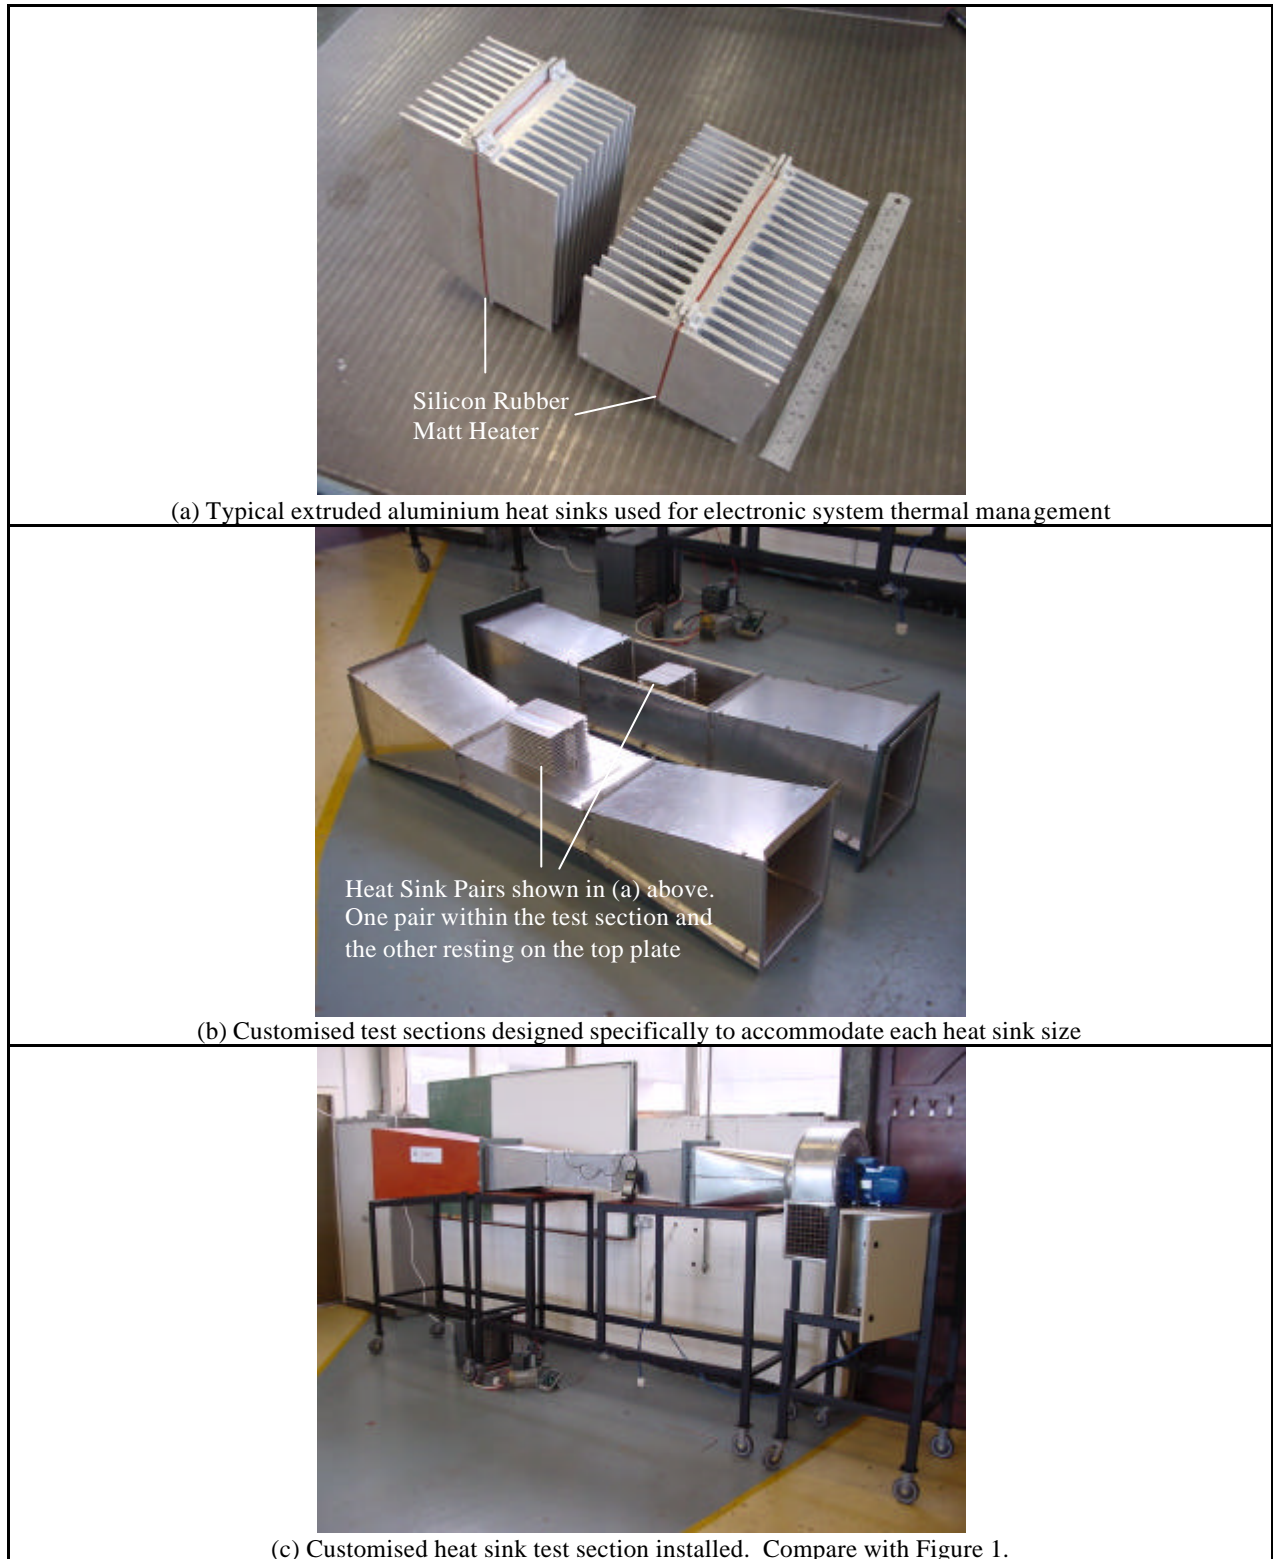 Silicon Rubber
Matt Heater
(a) Typical extruded aluminium heat sinks used for electronic system thermal management
Heat Sink Pairs shown in (a) above.
One pair within the test section and
the other resting on the top plate
(b) Customised test sections designed specifically to accommodate each heat sink size
(c) Customised heat sink test section installed. Compare with Figure 1.